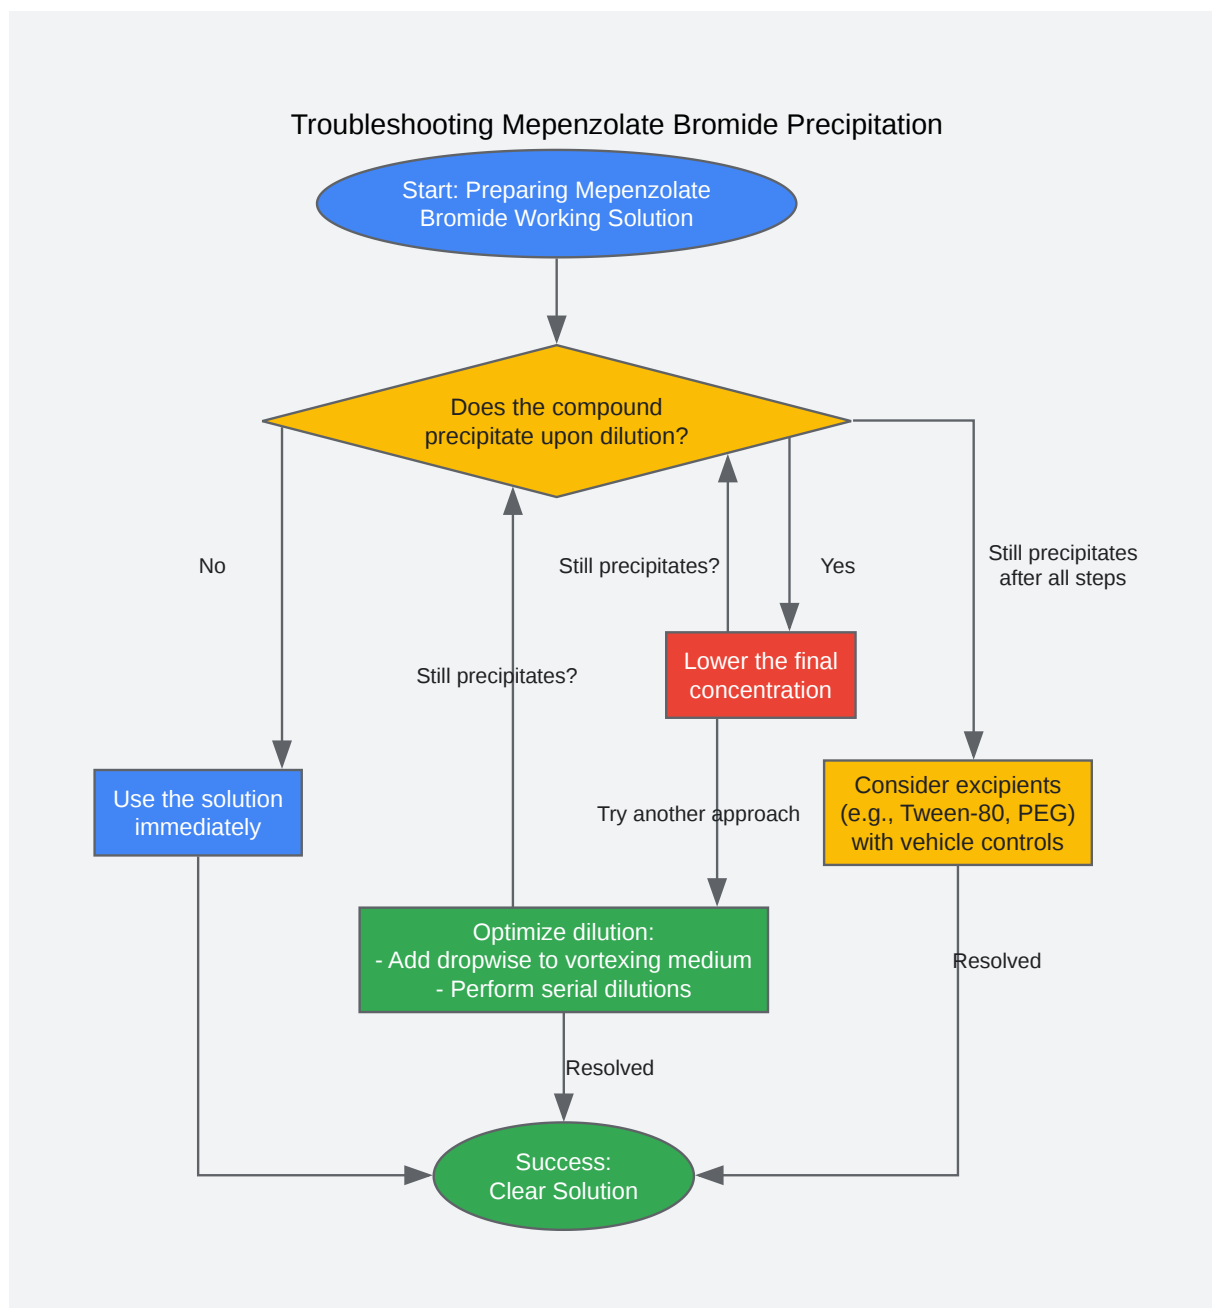 Troubleshooting Mepenzolate Bromide Precipitation
Start: Preparing Mepenzolate
Bromide Working Solution
Does the compound
precipitate upon dilution?
No
Still precipitates?
Yes
Still precipitates
after all steps
Lower the final
concentration
Still precipitates?
Use the solution
immediately
Try another approach
Consider excipients
(e.g., Tween-80, PEG)
with vehicle controls
Optimize dilution:
- Add dropwise to vortexing medium
- Perform serial dilutions
Resolved
Resolved
Success:
Clear Solution